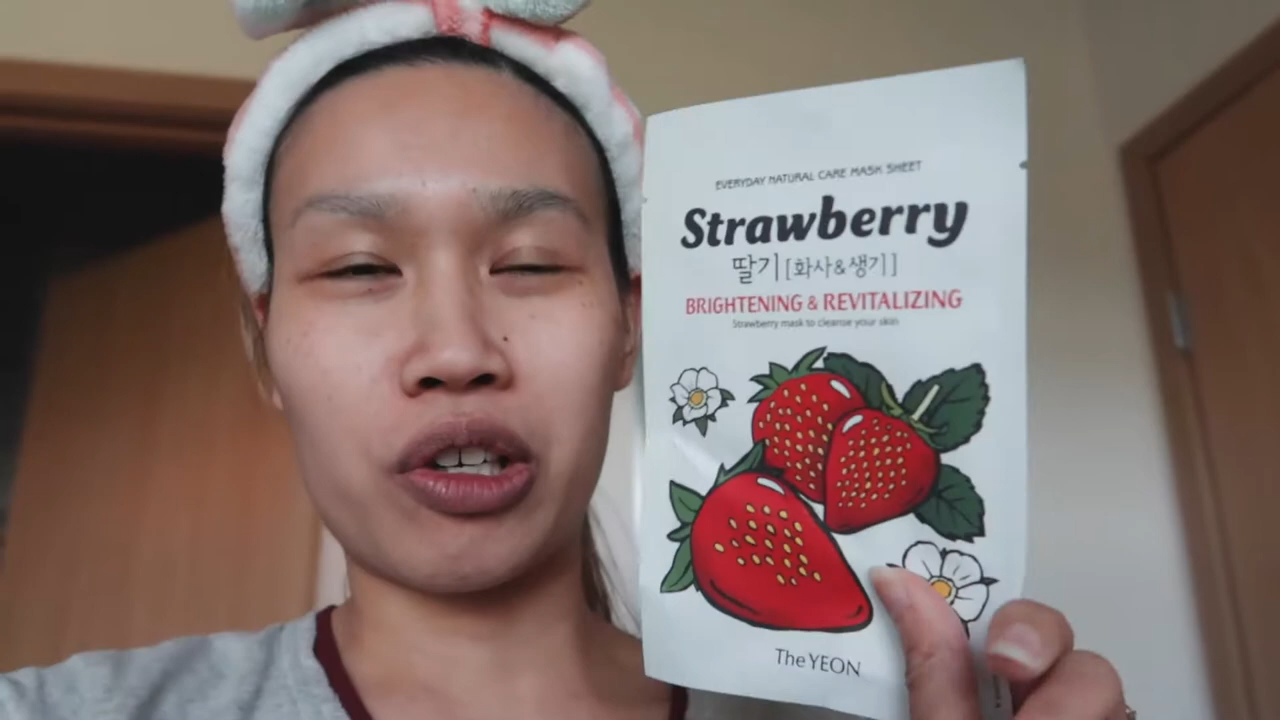 EVERYDAY NATURAL CARE MASK SHEET
Strawberry
딸기 [화사&생기]
BRIGHTENING & REVITALIZING
Strawberry mask to cleanse your skin
The YEON